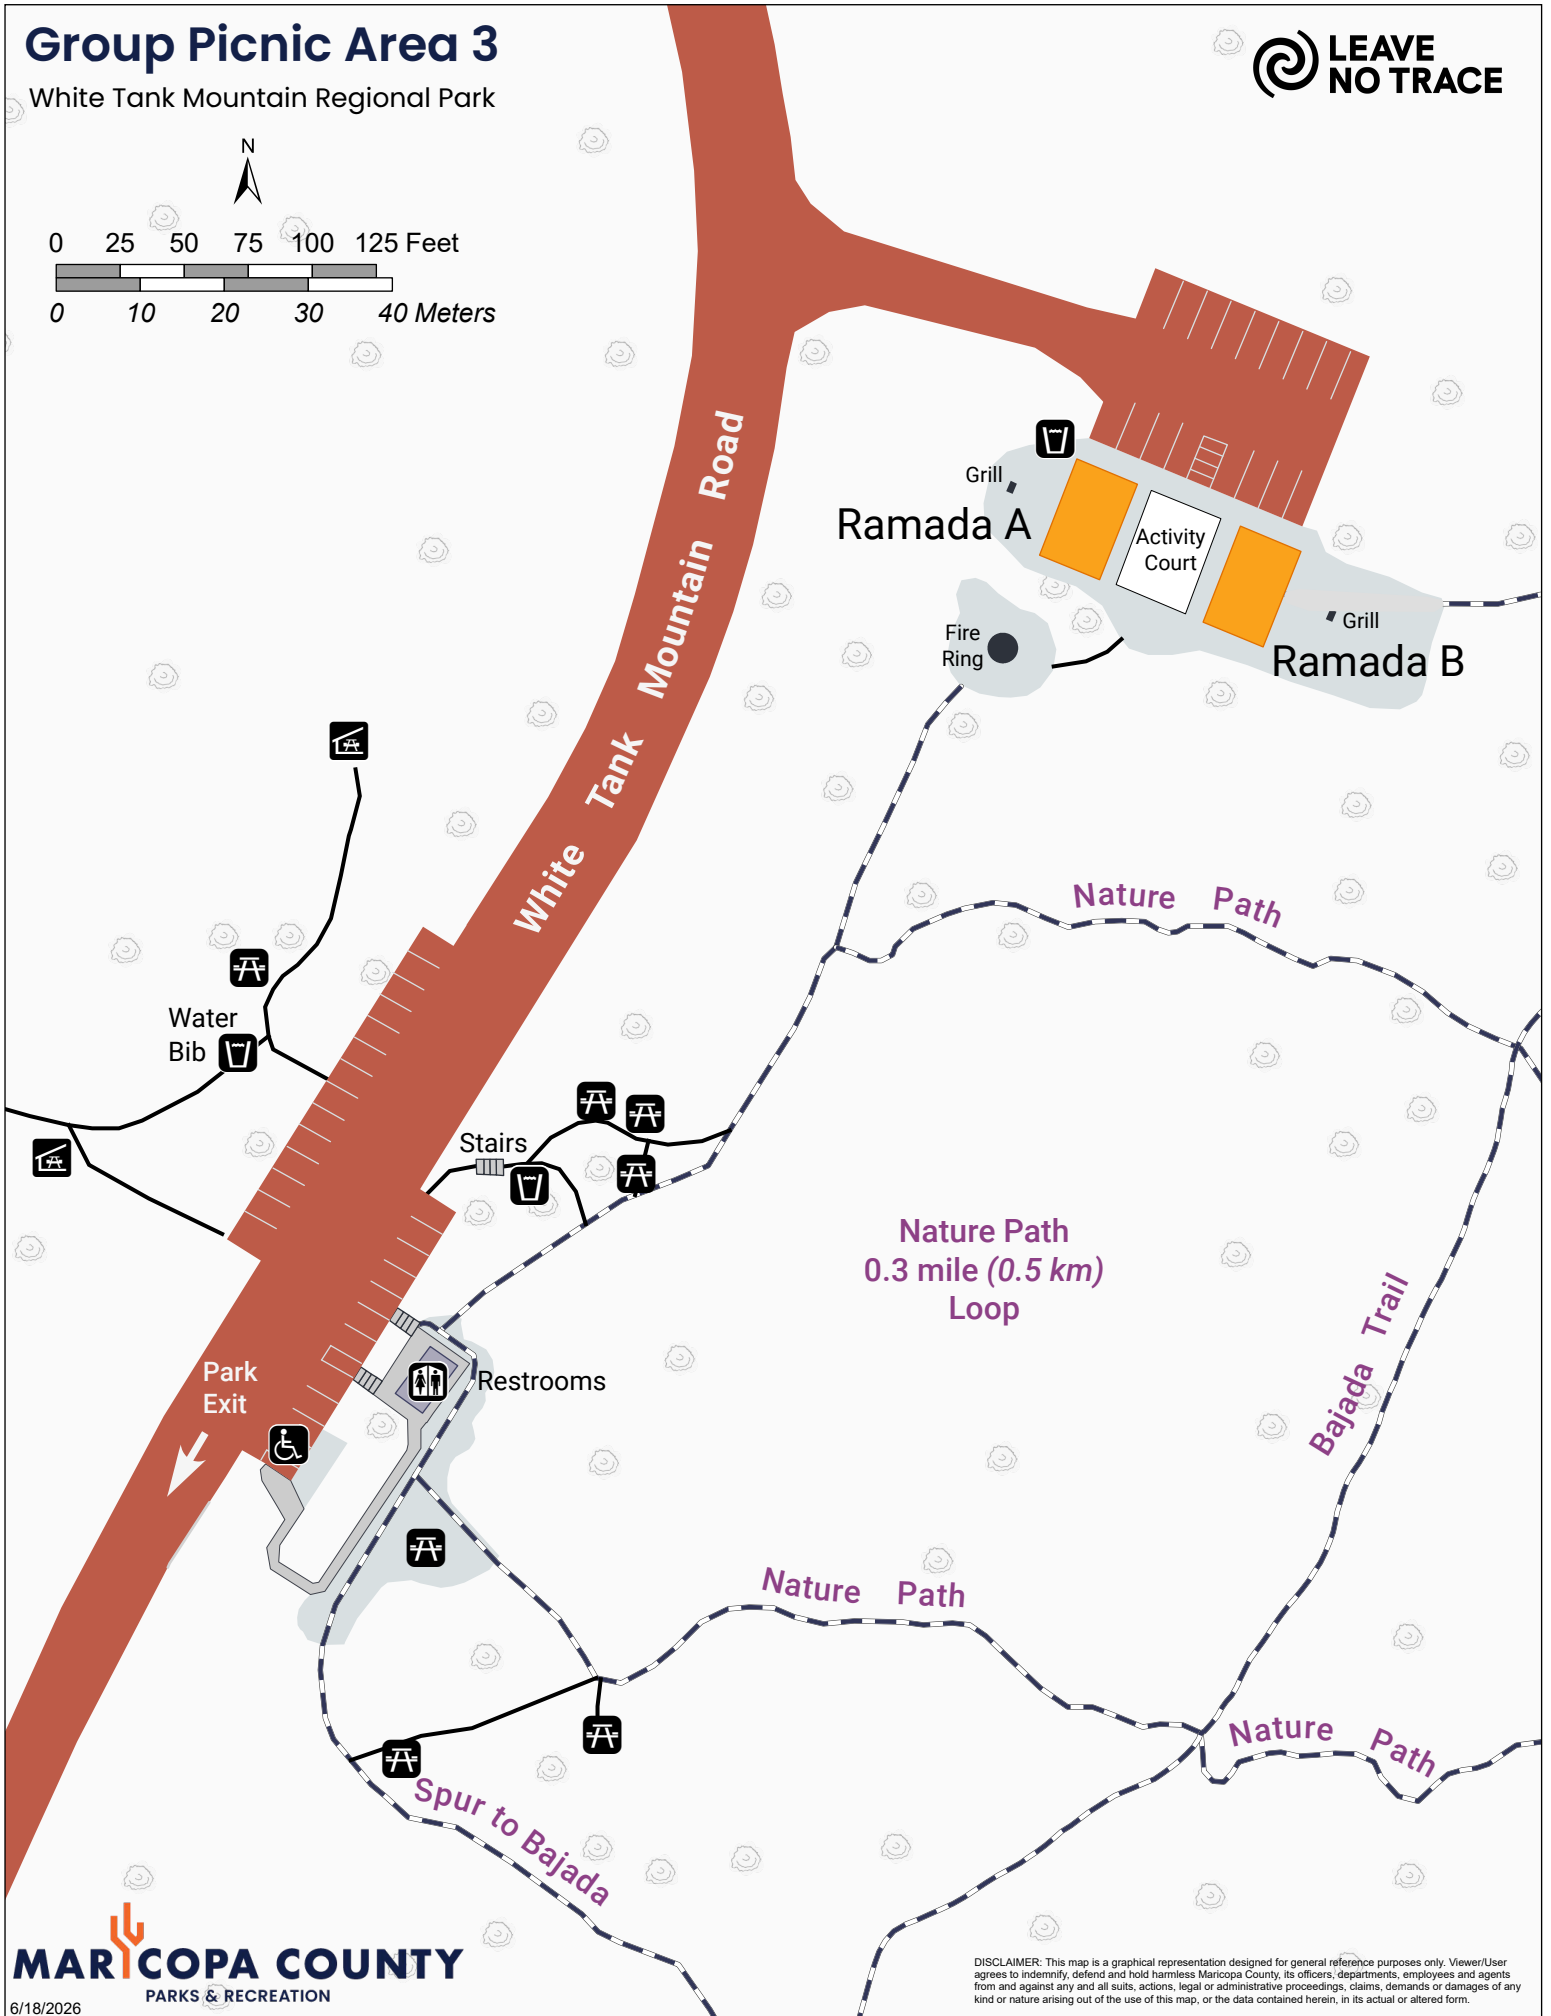 Group Picnic Area 3
White Tank Mountain Regional Park
LEAVE
NO TRACE
N
0 25 50 75 100 125 Feet
0 10 20 30 40 Meters
White Tank Mountain Road
Grill
Ramada A
Activity
Court
Grill
Ramada B
Fire
Ring
Nature Path
Water
Bib
Stairs
Nature Path
0.3 mile (0.5 km)
Loop
Bajada Trail
Park
Exit
Restrooms
Nature Path
Nature Path
Spur to Bajada
MARICOPA COUNTY
PARKS & RECREATION
6/18/2026
DISCLAIMER: This map is a graphical representation designed for general reference purposes only. Viewer/User
agrees to indemnify, defend and hold harmless Maricopa County, its officers, departments, employees and agents
from and against any and all suits, actions, legal or administrative proceedings, claims, demands or damages of any
kind or nature arising out of the use of this map, or the data contained herein, in its actual or altered form.